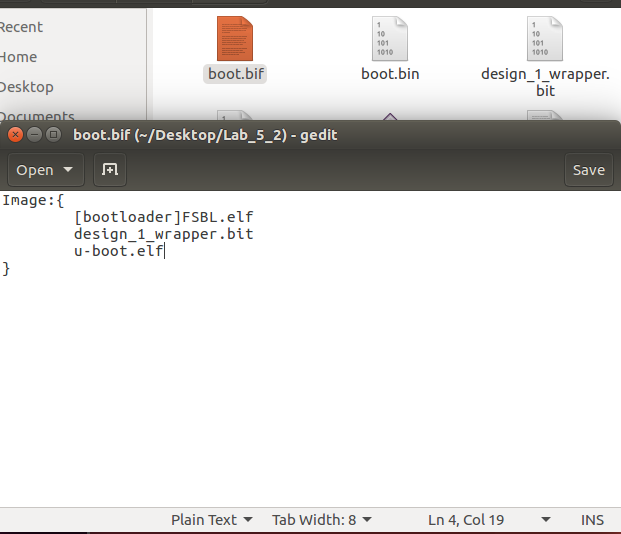 Recent
Home
Desktop
Documents
boot.bif
boot.bin
design_1_wrapper.
bit
1
10
101
1010
1
10
101
1010
boot.bif (~/Desktop/Lab_5_2) - gedit
Open
Save
Image:{
[bootloader]FSBL.elf
design_1_wrapper.bit
u-boot.elf
}
Plain Text
Tab Width: 8
Ln 4, Col 19
INS